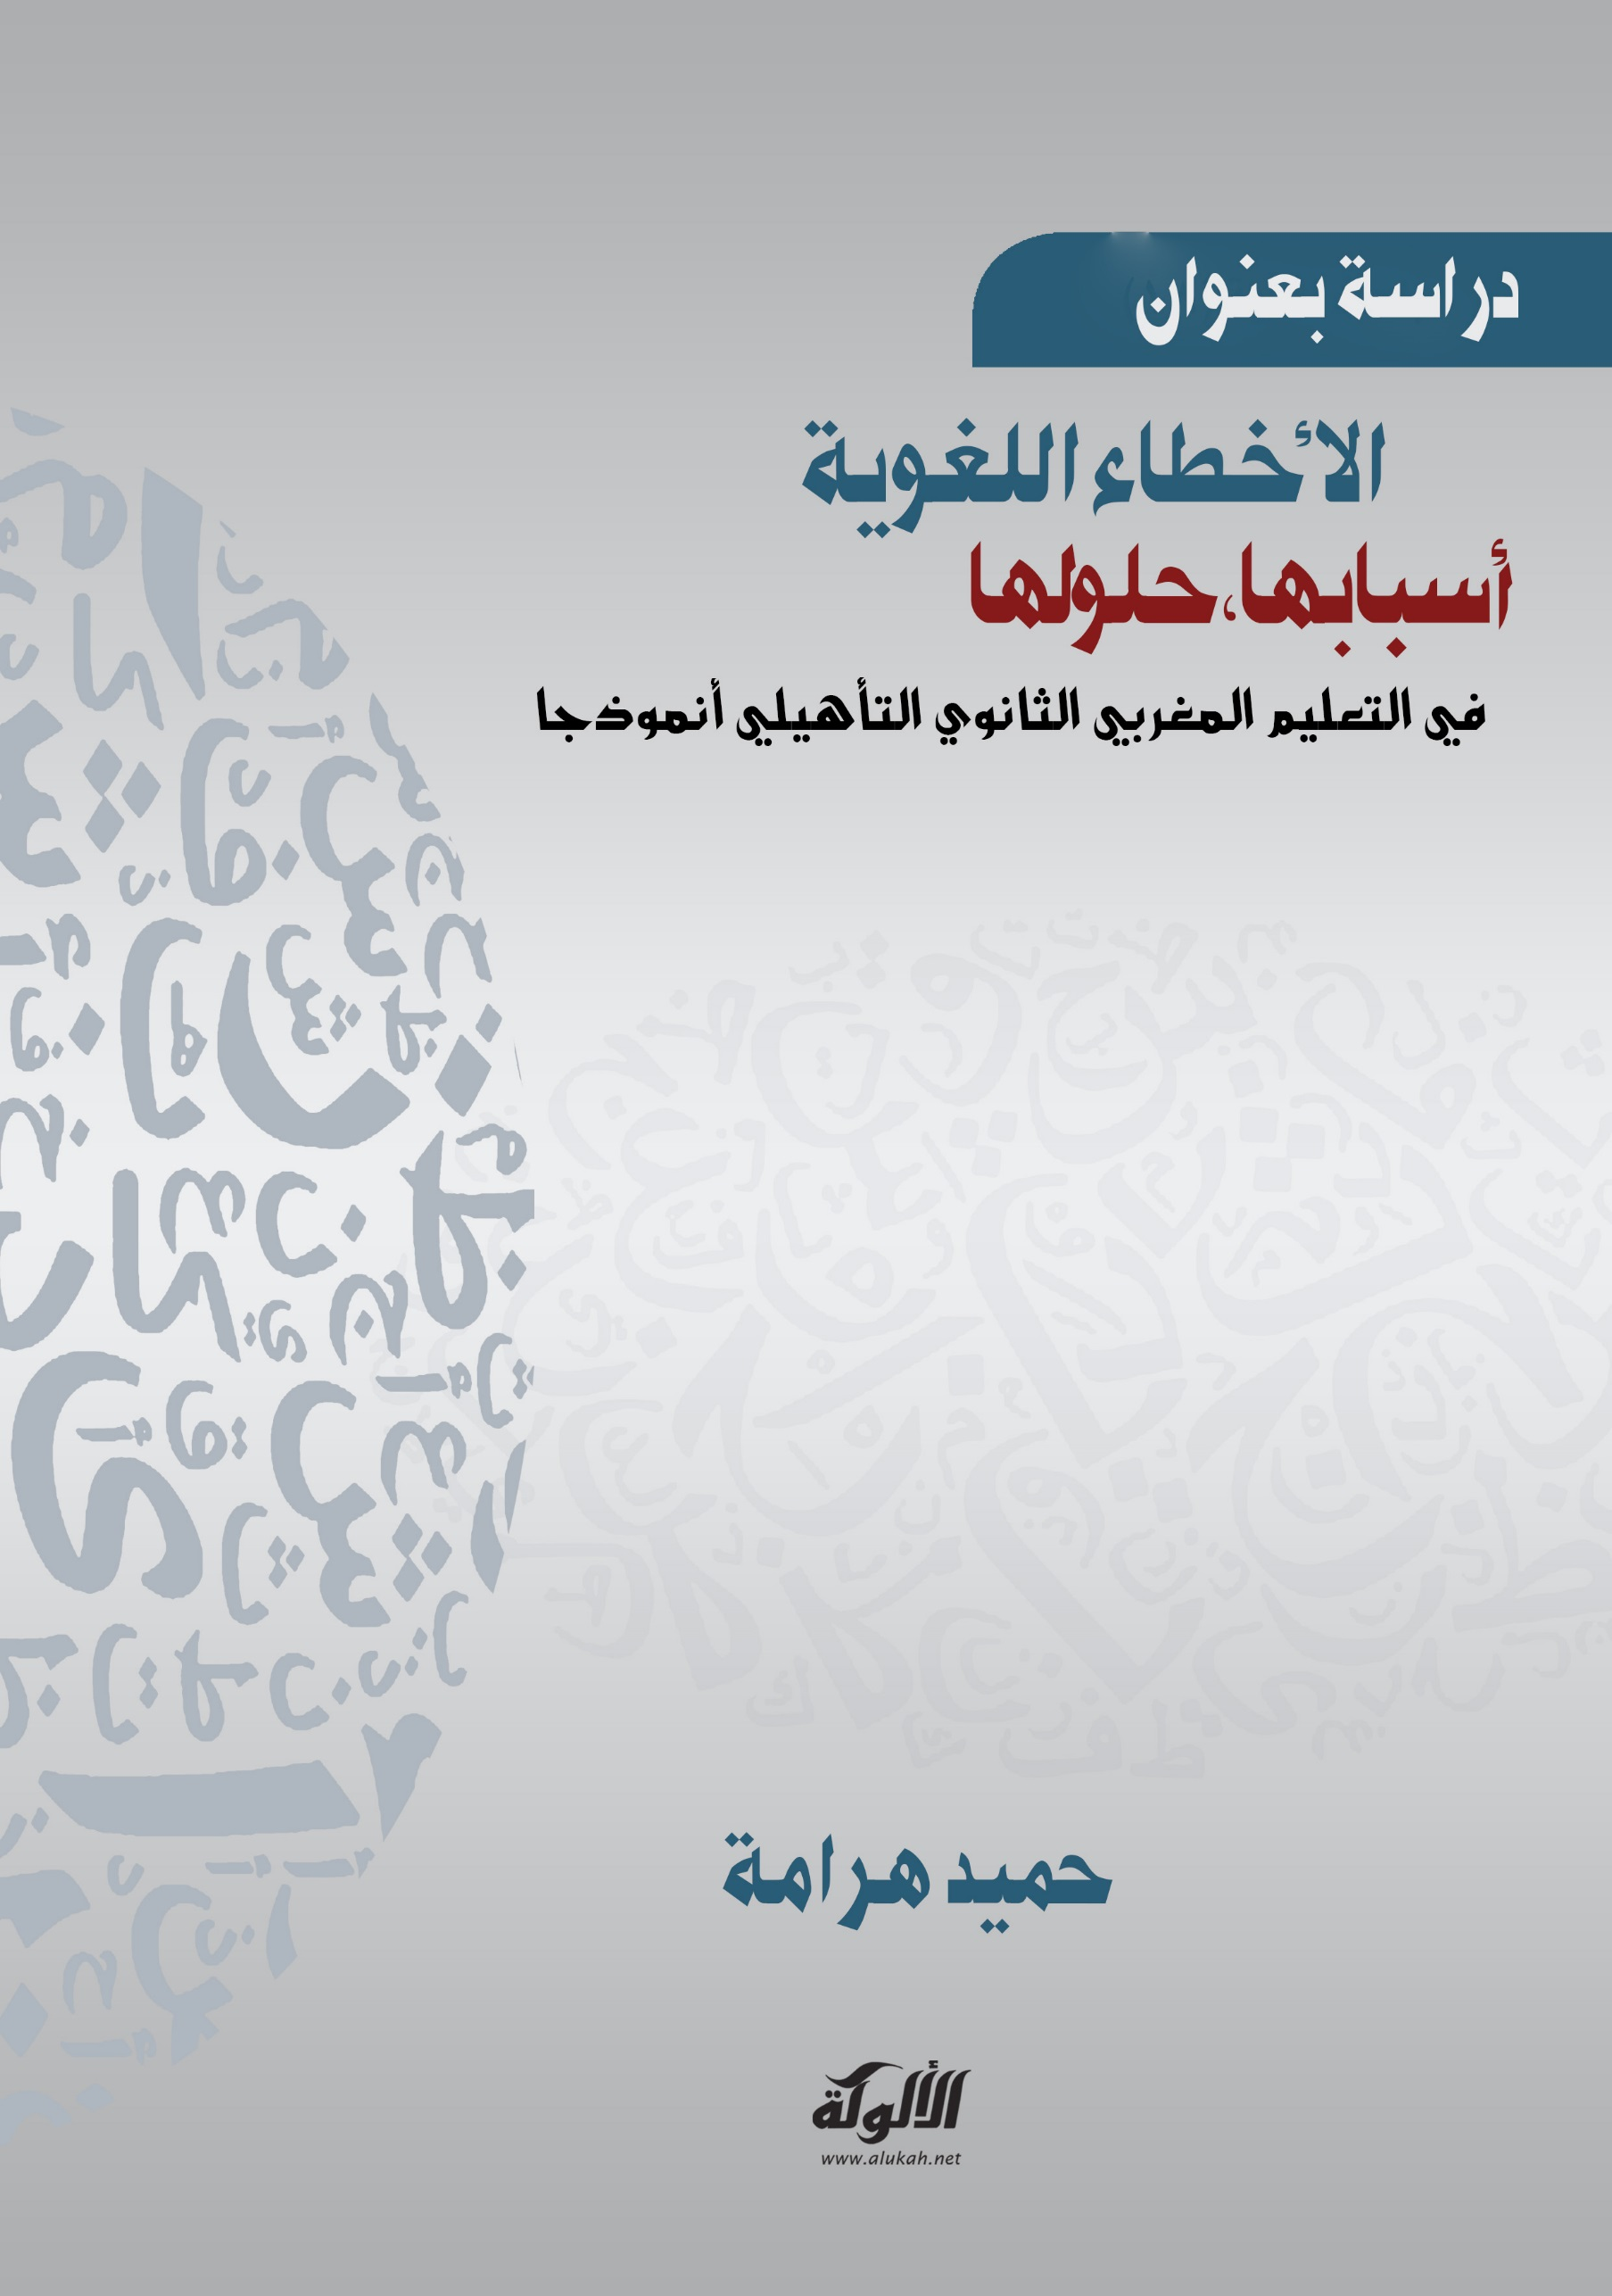 دراسة بعنوان
الأخطاء اللغوية
أسبابها، حلولها
في التعليم المغربي الثانوي التأهيلي أنموذجا
حميد هرامة
الألوكة
www.alukah.net